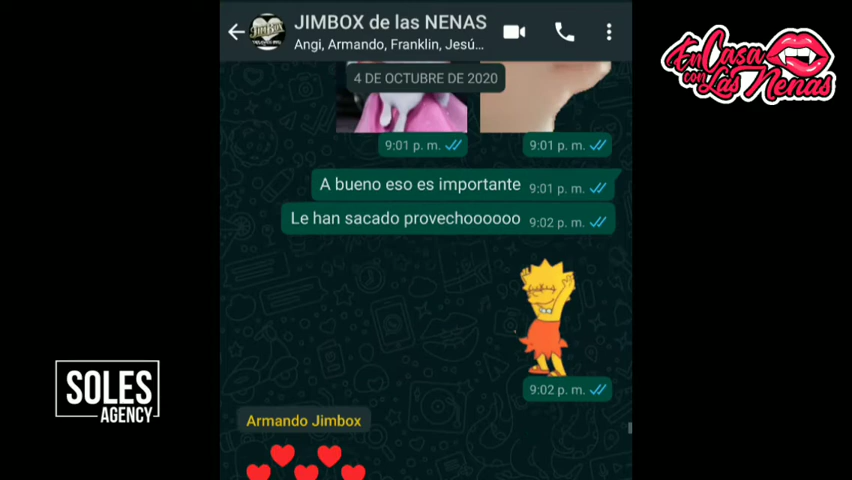 JIMBOX de las NENAS
Angi, Armando, Franklin, Jesú...
4 DE OCTUBRE DE 2020
9:01 p. m.
9:01 p. m.
A bueno eso es importante 9:01 p. m.
Le han sacado provechoooooo 9:02 p. m.
9:02 p. m.
Armando Jimbox
En Casa
con Las Nenas
SOLES
AGENCY